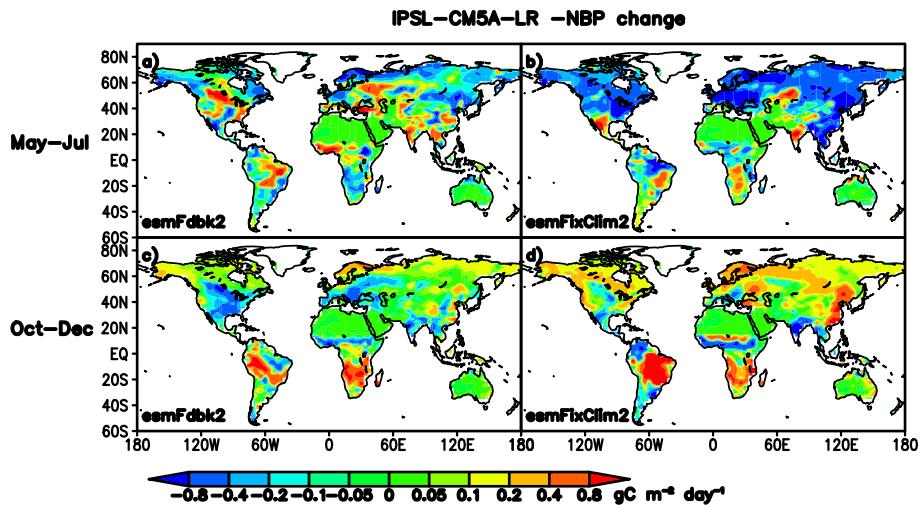 IPSL-CM5A-LR -NBP change
80N
60N
40N
20N
EQ
20S
40S
60S
May-Jul
a)
esmFdbk2
b)
esmFixClim2
80N
60N
40N
20N
EQ
20S
40S
60S
Oct-Dec
c)
esmFdbk2
d)
esmFixClim2
180 120W 60W 0 60E 120E 180 120W 60W 0 60E 120E 180
-0.8 -0.4 -0.2 -0.1 -0.05 0 0.05 0.1 0.2 0.4 0.8 gC m⁻² day⁻¹